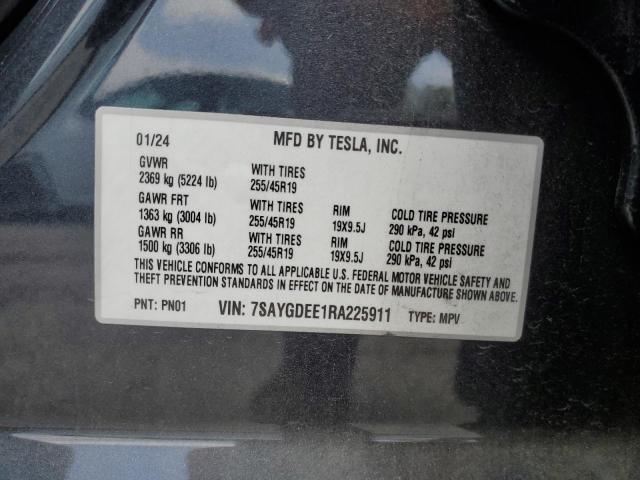 01/24 MFD BY TESLA, INC.
GVWR WITH TIRES
2369 kg (5224 lb) 255/45R19
GAWR FRT WITH TIRES RIM COLD TIRE PRESSURE
1363 kg (3004 lb) 255/45R19 19X9.5J 290 kPa, 42 psi
GAWR RR WITH TIRES RIM COLD TIRE PRESSURE
1500 kg (3306 lb) 255/45R19 19X9.5J 290 kPa, 42 psi
THIS VEHICLE CONFORMS TO ALL APPLICABLE U.S. FEDERAL MOTOR VEHICLE SAFETY AND
THEFT PREVENTION STANDARDS IN EFFECT ON THE DATE OF MANUFACTURE SHOWN ABOVE.
PNT: PN01 VIN: 7SAYGDEE1RA225911 TYPE: MPV